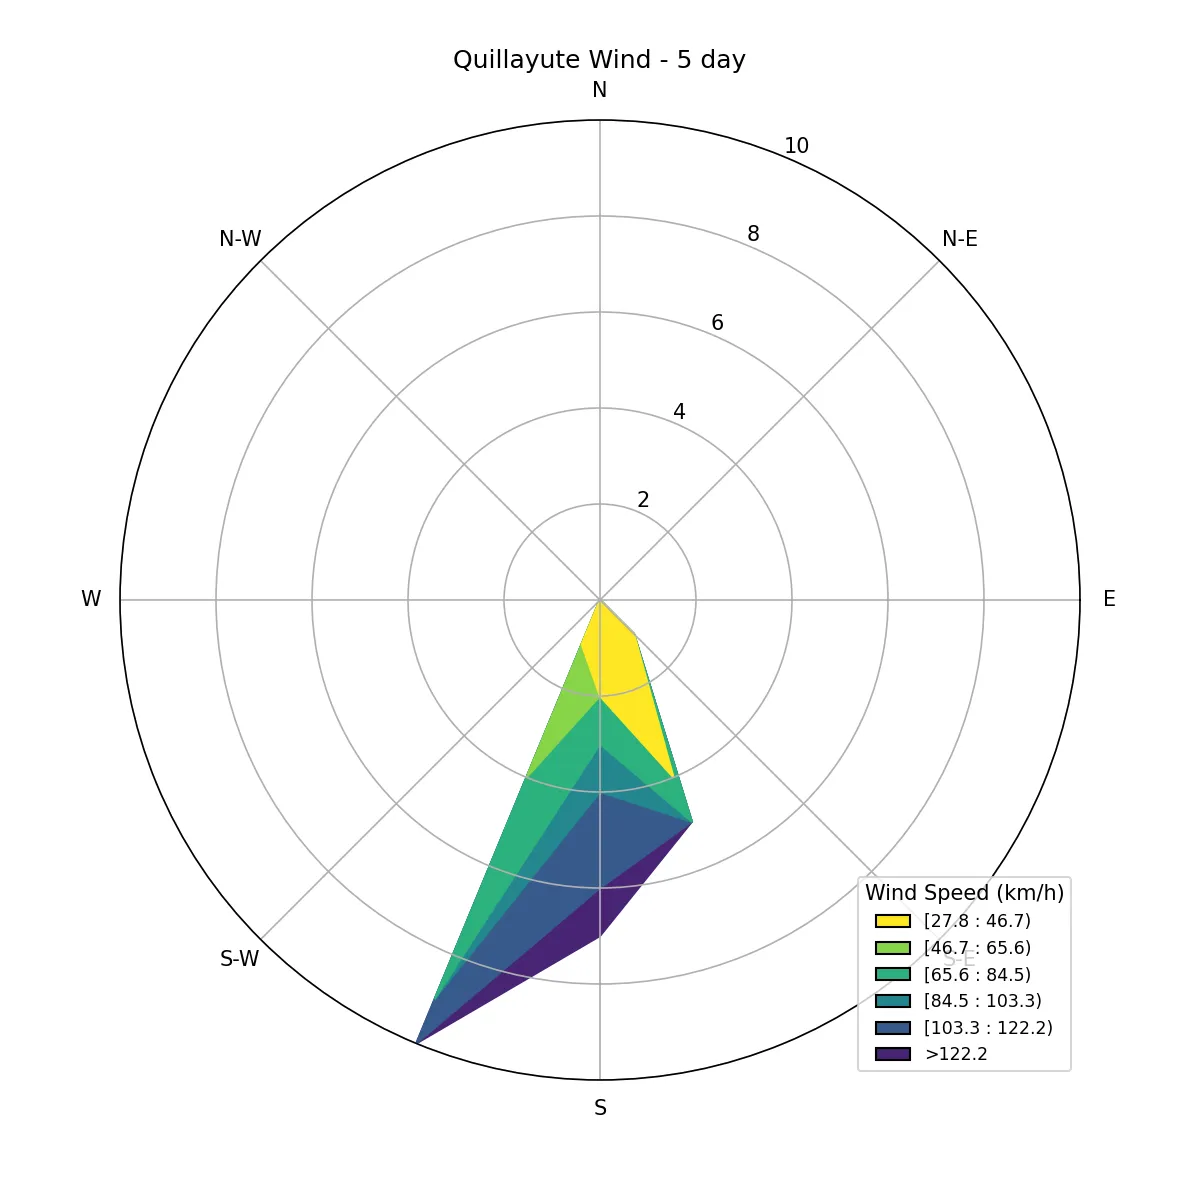 Quillayute Wind - 5 day
N
10
N-W
8
N-E
6
4
2
W
E
S-W
S-E
S
Wind Speed (km/h)
[27.8 : 46.7)
[46.7 : 65.6)
[65.6 : 84.5)
[84.5 : 103.3)
[103.3 : 122.2)
>122.2